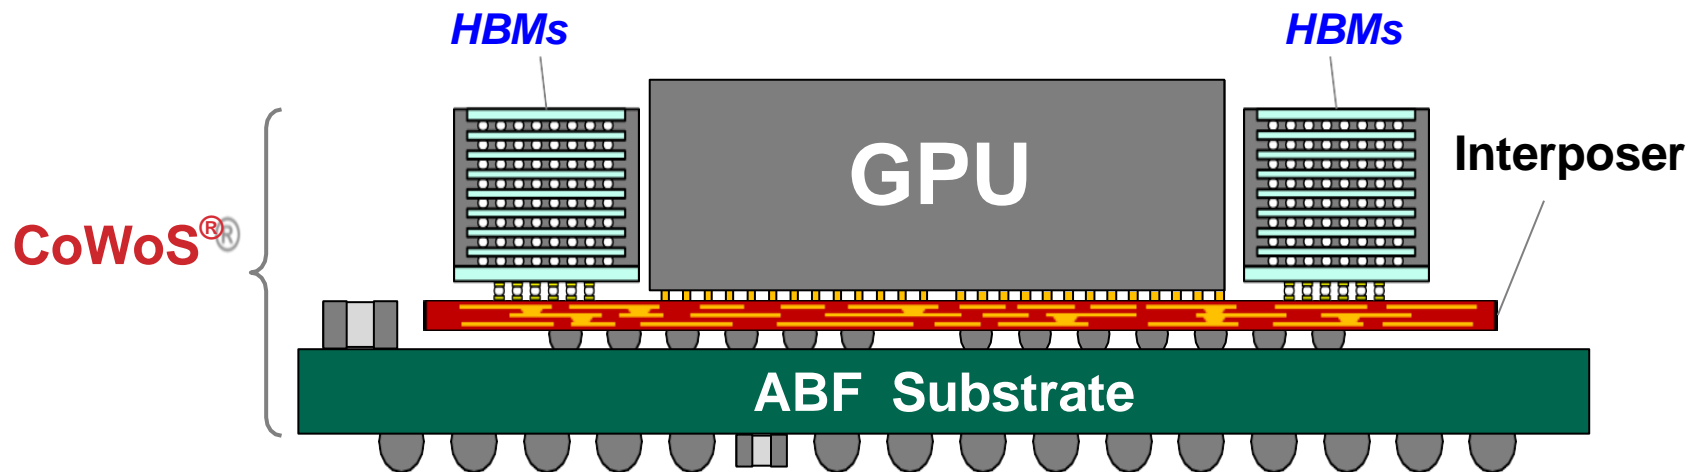 HBMs
HBMs
GPU
Interposer
CoWoS®®
ABF Substrate